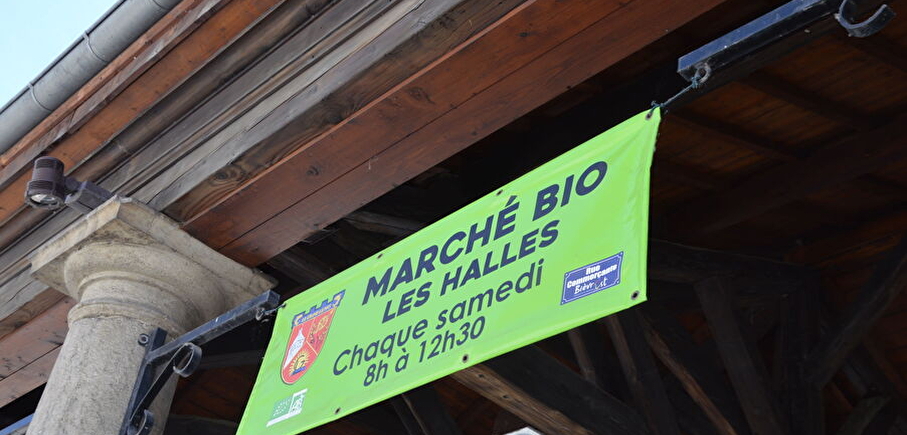 MARCHÉ BIO
LES HALLES
Chaque samedi
8h à 12h30
Rue
Commerçante